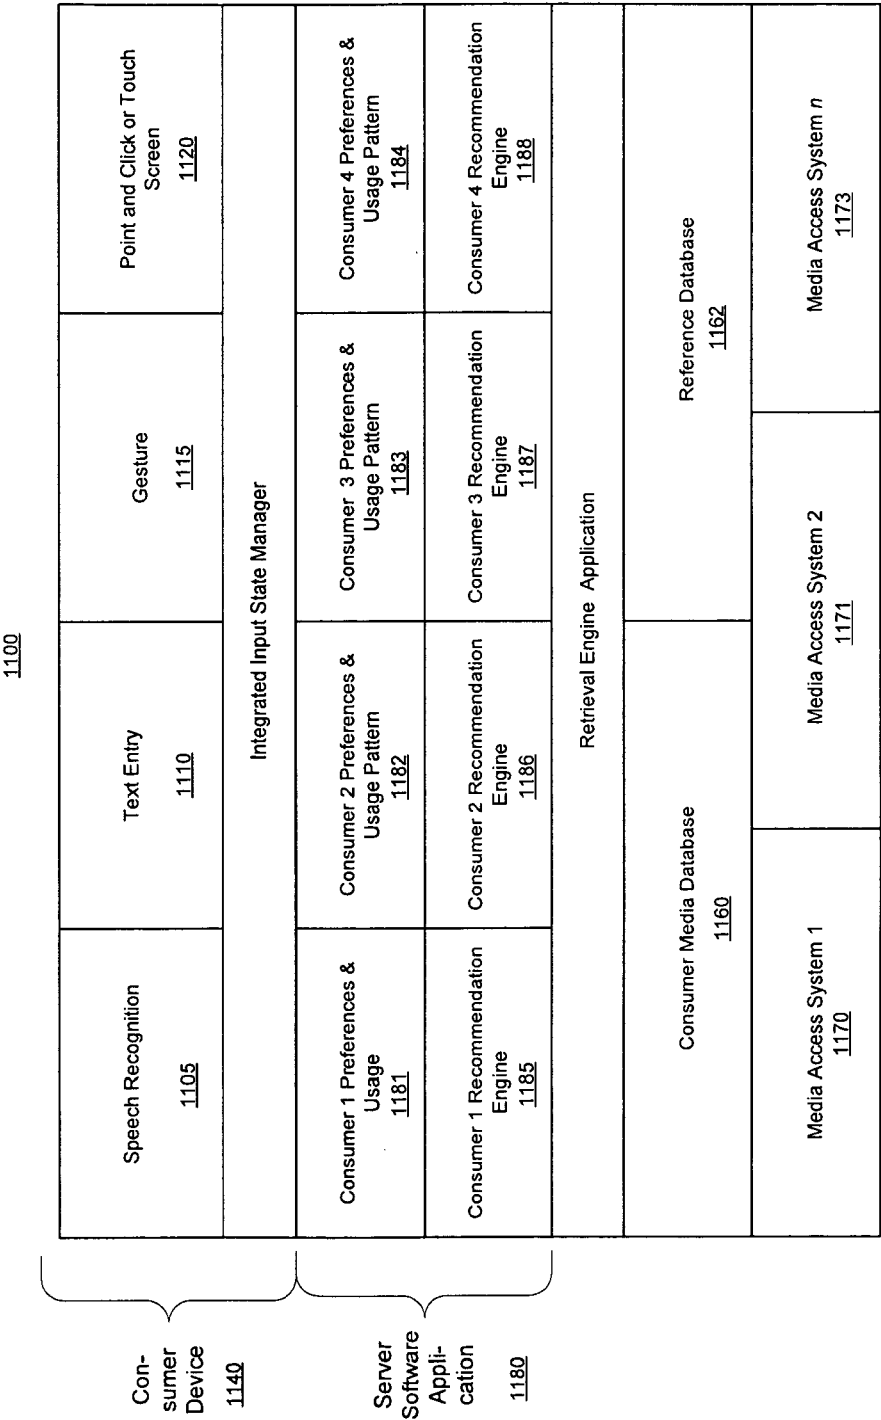 1100
Con-
sumer
Device
1140
Speech Recognition
1105
Text Entry
1110
Gesture
1115
Point and Click or Touch
Screen
1120
Integrated Input State Manager
Server
Software
Appli-
cation
1180
Consumer 1 Preferences &
Usage
1181
Consumer 2 Preferences &
Usage Pattern
1182
Consumer 3 Preferences &
Usage Pattern
1183
Consumer 4 Preferences &
Usage Pattern
1184
Consumer 1 Recommendation
Engine
1185
Consumer 2 Recommendation
Engine
1186
Consumer 3 Recommendation
Engine
1187
Consumer 4 Recommendation
Engine
1188
Retrieval Engine Application
Consumer Media Database
1160
Reference Database
1162
Media Access System 1
1170
Media Access System 2
1171
Media Access System n
1173